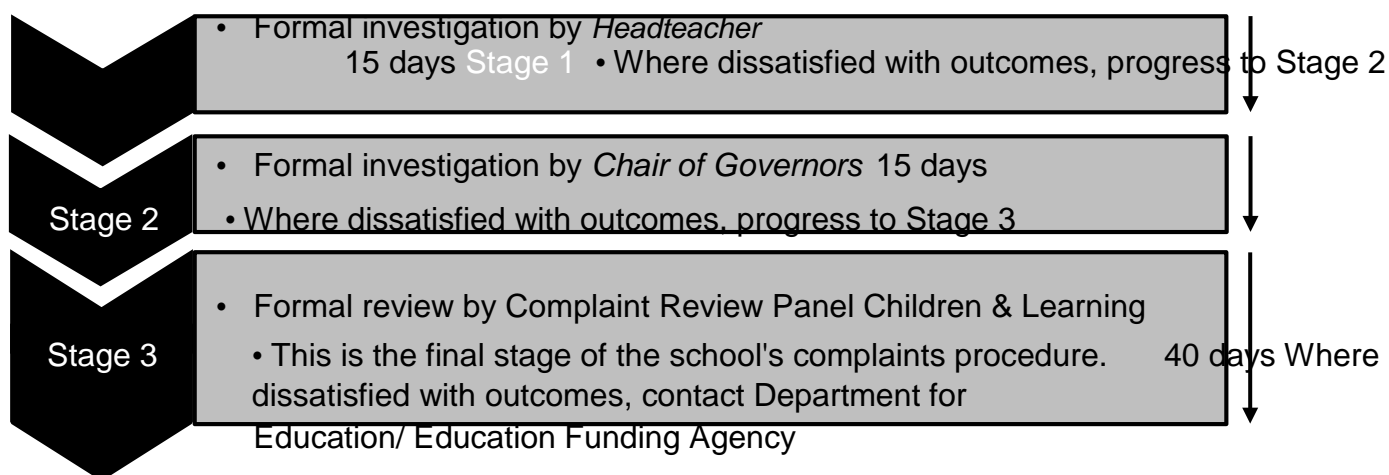 • Formal investigation by Headteacher
15 days Stage 1 • Where dissatisfied with outcomes, progress to Stage 2
• Formal investigation by Chair of Governors 15 days
Stage 2 • Where dissatisfied with outcomes, progress to Stage 3
• Formal review by Complaint Review Panel Children & Learning
Stage 3 • This is the final stage of the school's complaints procedure. 40 days Where
dissatisfied with outcomes, contact Department for
Education/ Education Funding Agency